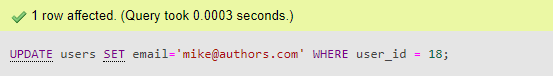 1 row affected. (Query took 0.0003 seconds.)
UPDATE users SET email='mike@authors.com' WHERE user_id = 18;